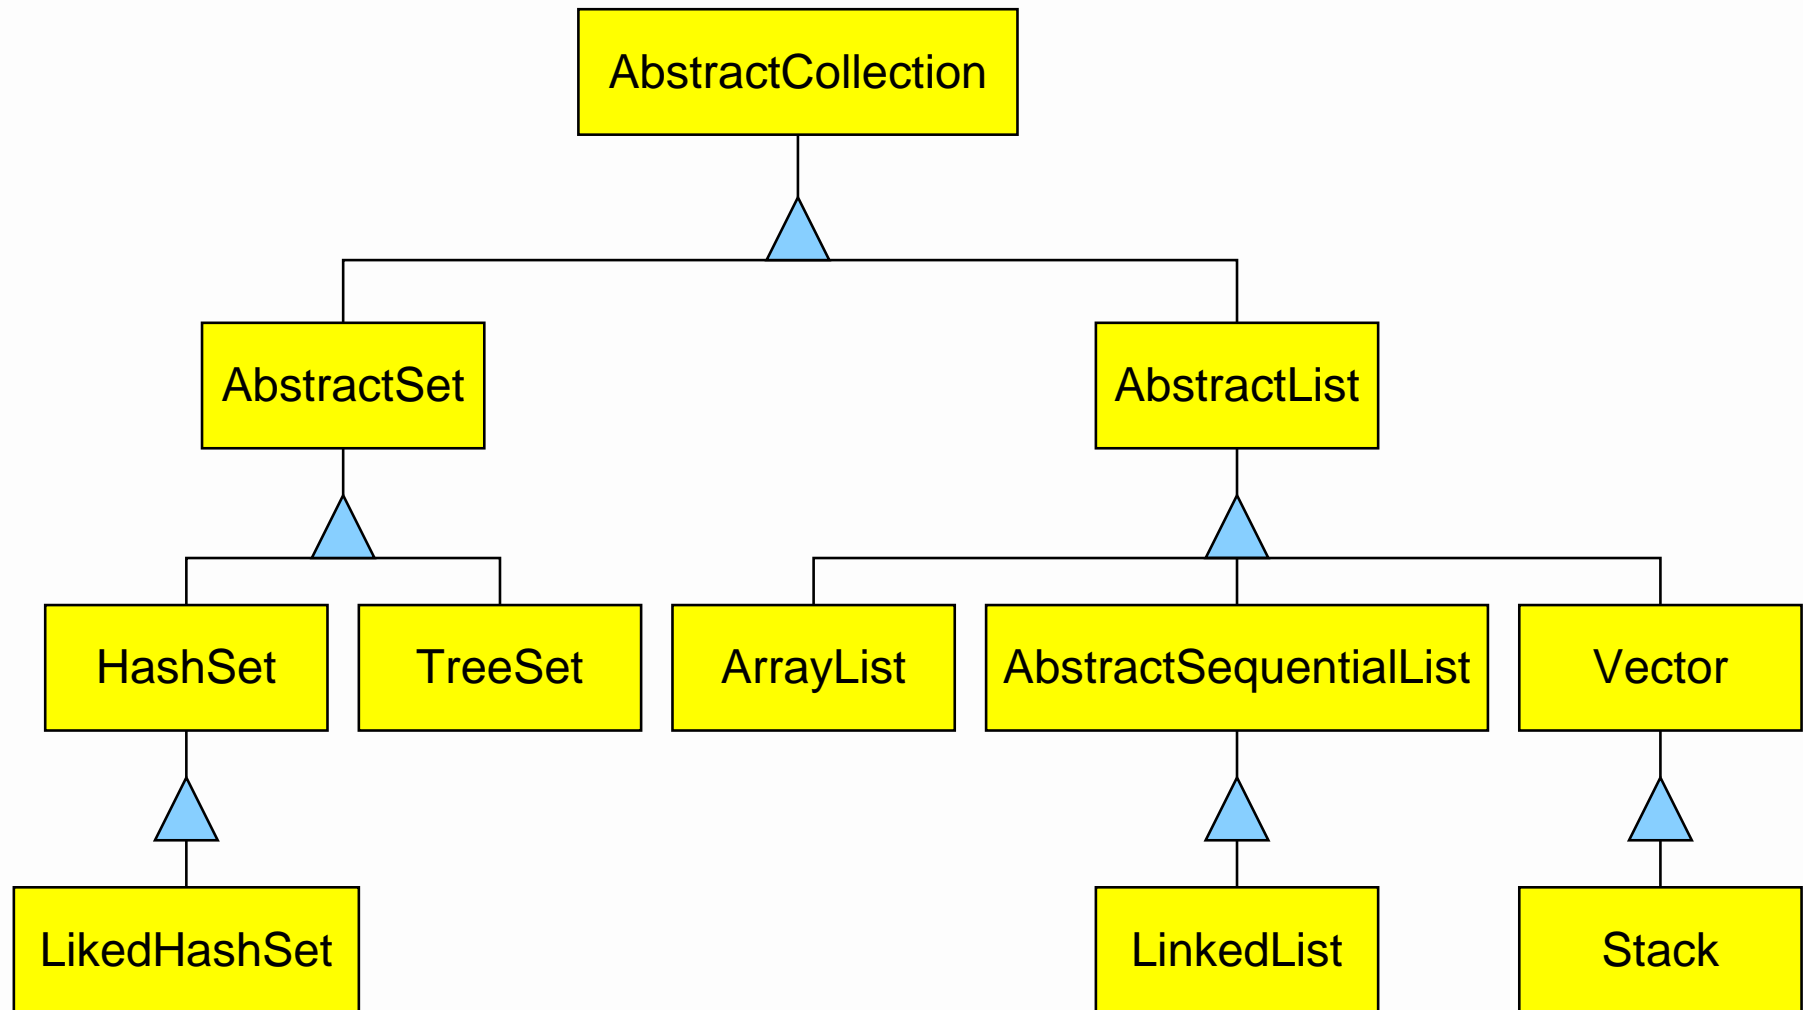 AbstractCollection
AbstractSet
AbstractList
HashSet
TreeSet
ArrayList
AbstractSequentialList
Vector
LikedHashSet
LinkedList
Stack